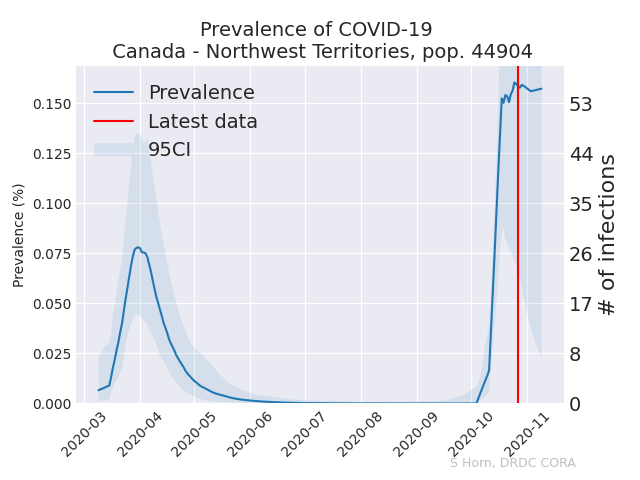 Prevalence of COVID-19
Canada - Northwest Territories, pop. 44904
Prevalence
Latest data
95CI
Prevalence (%)
0.150
0.125
0.100
0.075
0.050
0.025
0.000
53
44
35
26
17
8
0
# of infections
2020-03
2020-04
2020-05
2020-06
2020-07
2020-08
2020-09
2020-10
2020-11
S Horn, DRDC CORA